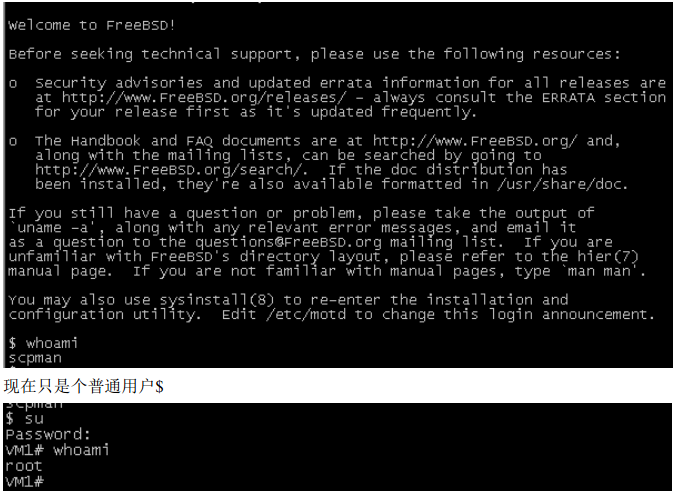 Welcome to FreeBSD!
Before seeking technical support, please use the following resources:
o  Security advisories and updated errata information for all releases are
   at http://www.FreeBSD.org/releases/ - always consult the ERRATA section
   for your release first as it's updated frequently.
o  The Handbook and FAQ documents are at http://www.FreeBSD.org/ and,
   along with the mailing lists, can be searched by going to
   http://www.FreeBSD.org/search/.  If the doc distribution has
   been installed, they're also available formatted in /usr/share/doc.
If you still have a question or problem, please take the output of
`uname -a', along with any relevant error messages, and email it
as a question to the questions@FreeBSD.org mailing list.  If you are
unfamiliar with FreeBSD's directory layout, please refer to the hier(7)
manual page.  If you are not familiar with manual pages, type `man man'.
You may also use sysinstall(8) to re-enter the installation and
configuration utility.  Edit /etc/motd to change this login announcement.
$ whoami
scpman
现在只是个普通用户$
scpman
$ su
Password:
VM1# whoami
root
VM1#